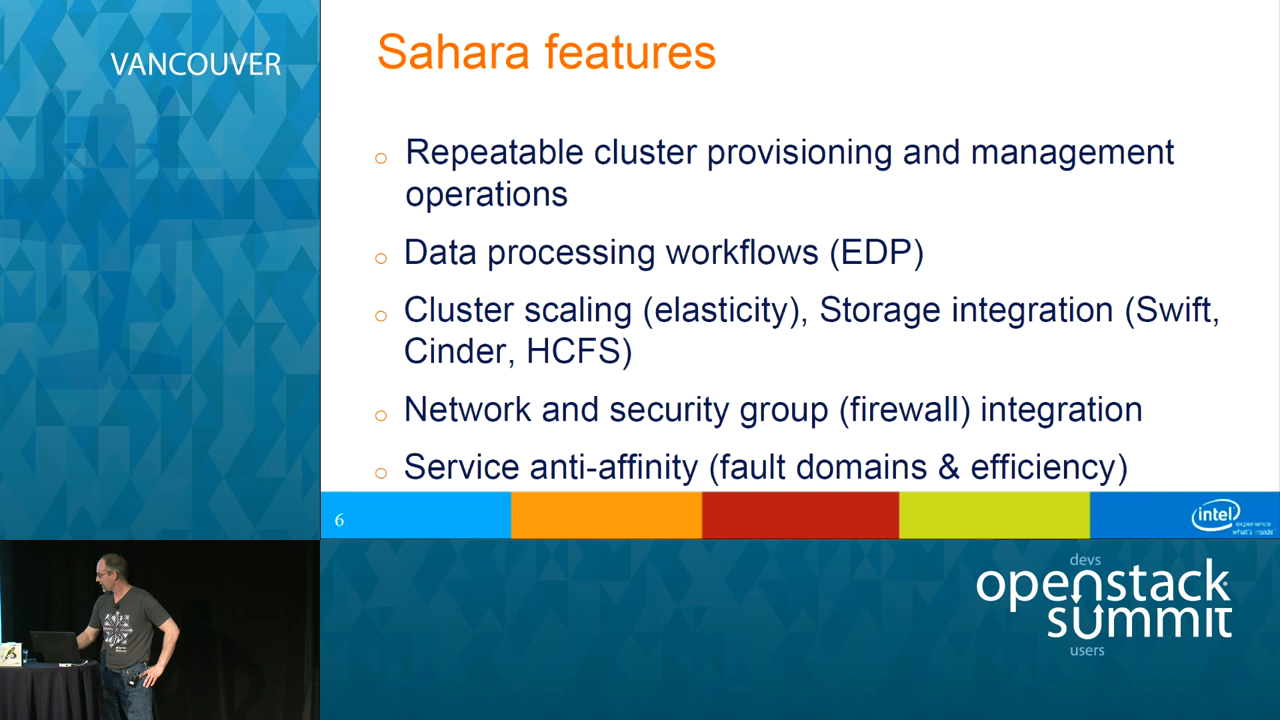 VANCOUVER
Sahara features
Repeatable cluster provisioning and management
operations
Data processing workflows (EDP)
Cluster scaling (elasticity), Storage integration (Swift,
Cinder, HCFS)
Network and security group (firewall) integration
Service anti-affinity (fault domains & efficiency)
6
intel experience
what's inside
devs
openstack
summit
users